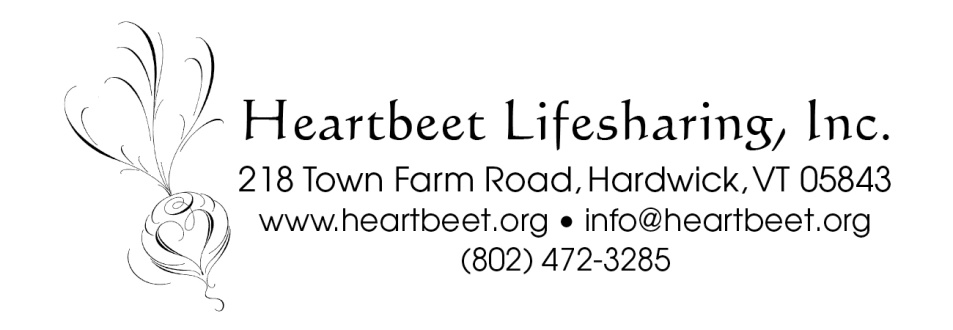 Heartbeet Lifesharing, Inc.
218 Town Farm Road, Hardwick, VT 05843
www.heartbeet.org • info@heartbeet.org
(802) 472-3285